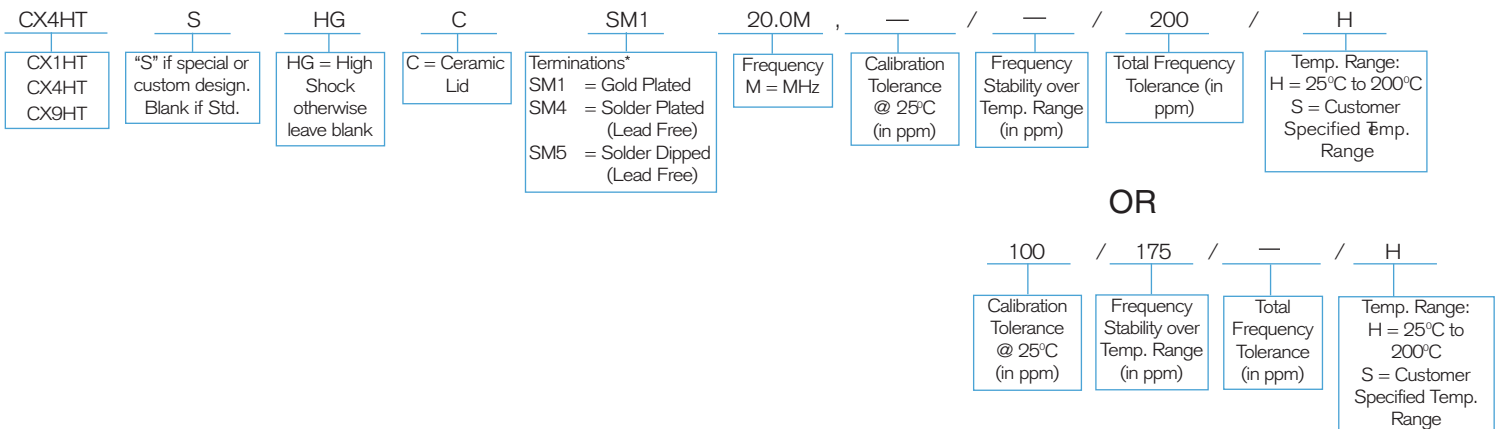 CX4HT S HG C SM1 20.0M , — / — / 200 / H
CX1HT
CX4HT
CX9HT
“S” if special or
custom design.
Blank if Std.
HG = High
Shock
otherwise
leave blank
C = Ceramic
Lid
Terminations*
SM1 = Gold Plated
SM4 = Solder Plated
(Lead Free)
SM5 = Solder Dipped
(Lead Free)
Frequency
M = MHz
Calibration
Tolerance
@ 25ºC
(in ppm)
Frequency
Stability over
Temp. Range
(in ppm)
Total Frequency
Tolerance (in
ppm)
Temp. Range:
H = 25ºC to 200ºC
S = Customer
Specified Temp.
Range
OR
100 / 175 / — / H
Calibration
Tolerance
@ 25ºC
(in ppm)
Frequency
Stability over
Temp. Range
(in ppm)
Total
Frequency
Tolerance
(in ppm)
Temp. Range:
H = 25ºC to
200ºC
S = Customer
Specified Temp.
Range